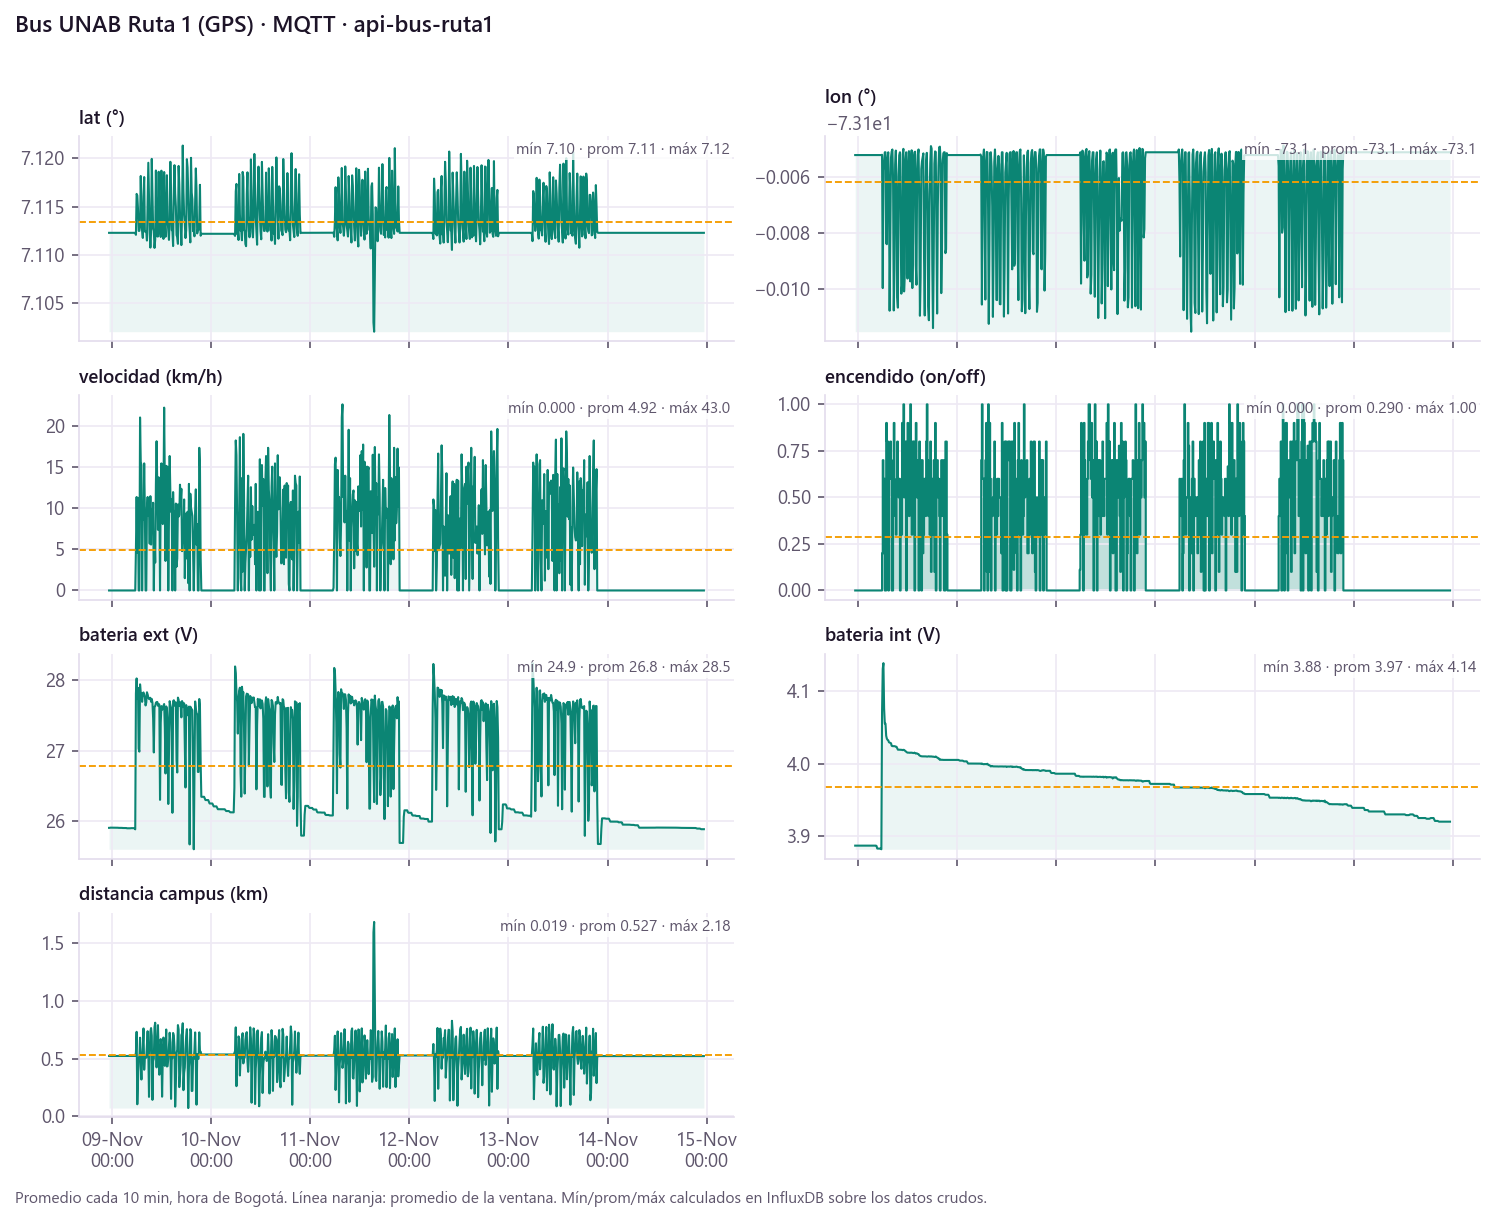 Bus UNAB Ruta 1 (GPS) · MQTT · api-bus-ruta1
lat (°)
mín 7.10 · prom 7.11 · máx 7.12
7.120
7.115
7.110
7.105
lon (°)
−7.31e1
mín -73.1 · prom -73.1 · máx -73.1
−0.006
−0.008
−0.010
velocidad (km/h)
mín 0.000 · prom 4.92 · máx 43.0
20
15
10
5
0
encendido (on/off)
mín 0.000 · prom 0.290 · máx 1.00
1.00
0.75
0.50
0.25
0.00
bateria ext (V)
mín 24.9 · prom 26.8 · máx 28.5
28
27
26
bateria int (V)
mín 3.88 · prom 3.97 · máx 4.14
4.1
4.0
3.9
distancia campus (km)
mín 0.019 · prom 0.527 · máx 2.18
1.5
1.0
0.5
0.0
09-Nov 10-Nov 11-Nov 12-Nov 13-Nov 14-Nov 15-Nov
00:00 00:00 00:00 00:00 00:00 00:00 00:00
Promedio cada 10 min, hora de Bogotá. Línea naranja: promedio de la ventana. Mín/prom/máx calculados en InfluxDB sobre los datos crudos.